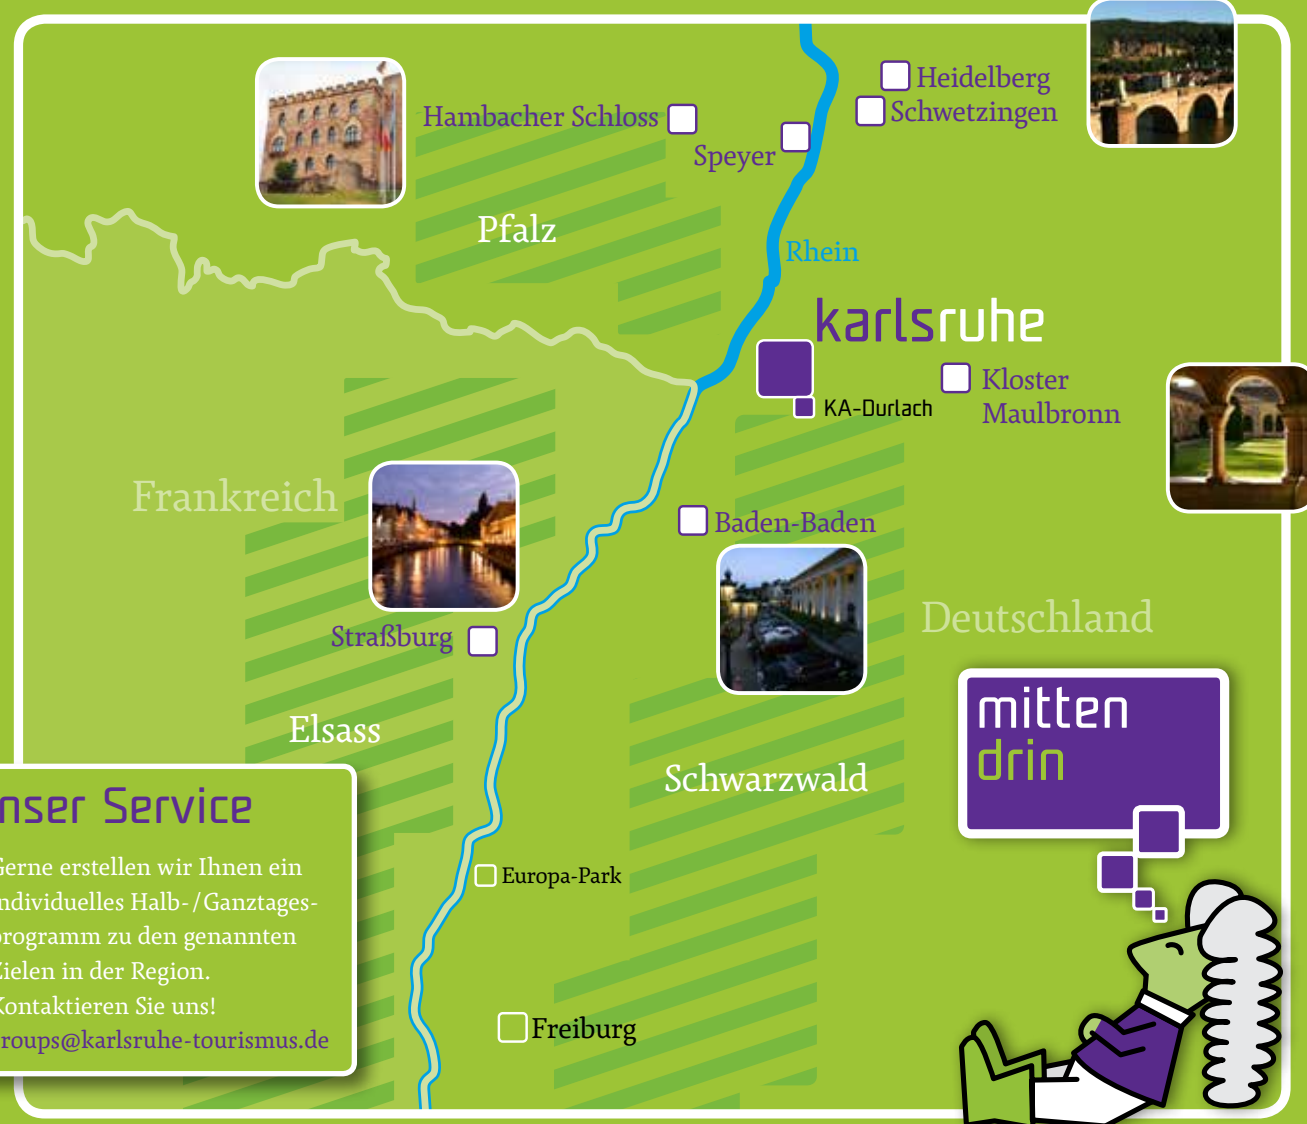 Heidelberg
Hambacher Schloss
Schwetzingen
Speyer
Pfalz
Rhein
karlsruhe
Kloster
Maulbronn
KA-Durlach
Frankreich
Baden-Baden
Deutschland
Straßburg
Elsass
mitten
drin
Schwarzwald
nser Service
Gerne erstellen wir Ihnen ein
individuelles Halb-/Ganztages-
programm zu den genannten
Zielen in der Region.
Kontaktieren Sie uns!
roups@karlsruhe-tourismus.de
Europa-Park
Freiburg